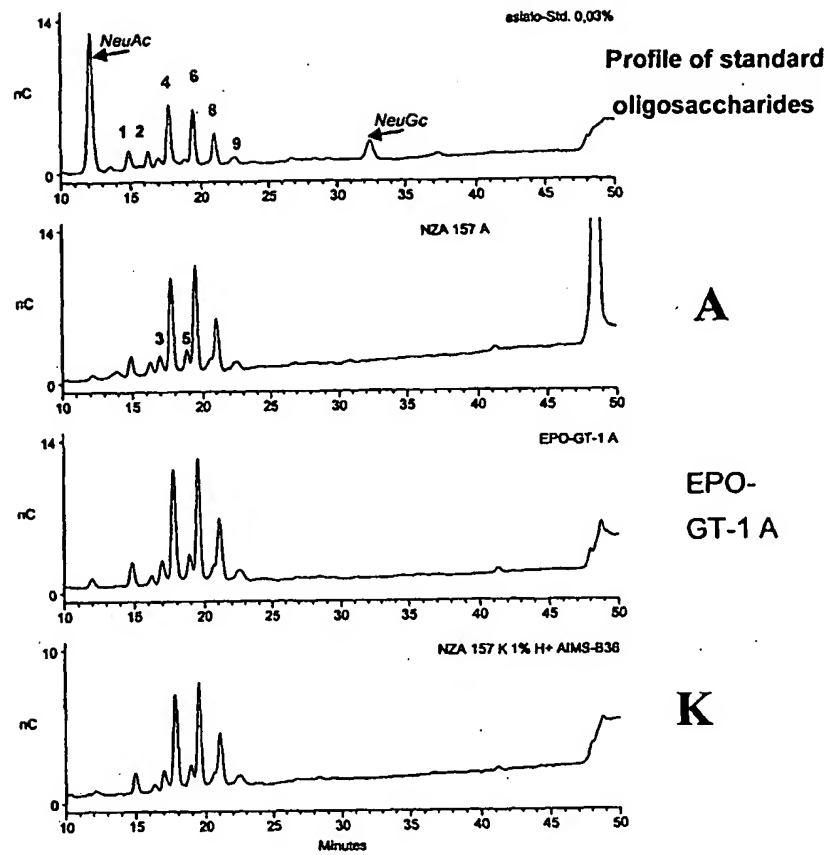 14
asialo-Std. 0,03%
NeuAc
Profile of standard
oligosaccharides
nC
1 2 4 6 8 9
NeuGc
0
10 15 20 25 30 35 40 45 50
14
NZA 157 A
nC
A
3 5
0
10 15 20 25 30 35 40 45 50
14
EPO-GT-1 A
nC
EPO-
GT-1 A
0
10 15 20 25 30 35 40 45 50
10
NZA 157 K 1% H+ AIMS-B36
nC
K
0
10 15 20 25 30 35 40 45 50
Minutes